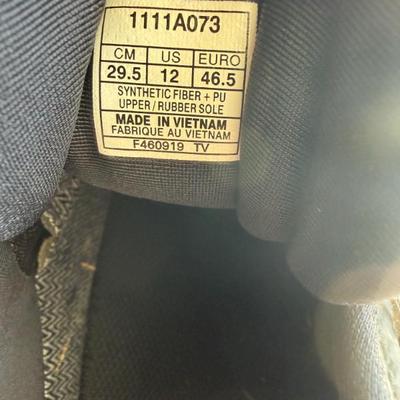 1111A073
CM US EURO
29.5 12 46.5
SYNTHETIC FIBER + PU
UPPER / RUBBER SOLE
MADE IN VIETNAM
FABRIQUE AU VIETNAM
F460919 TV